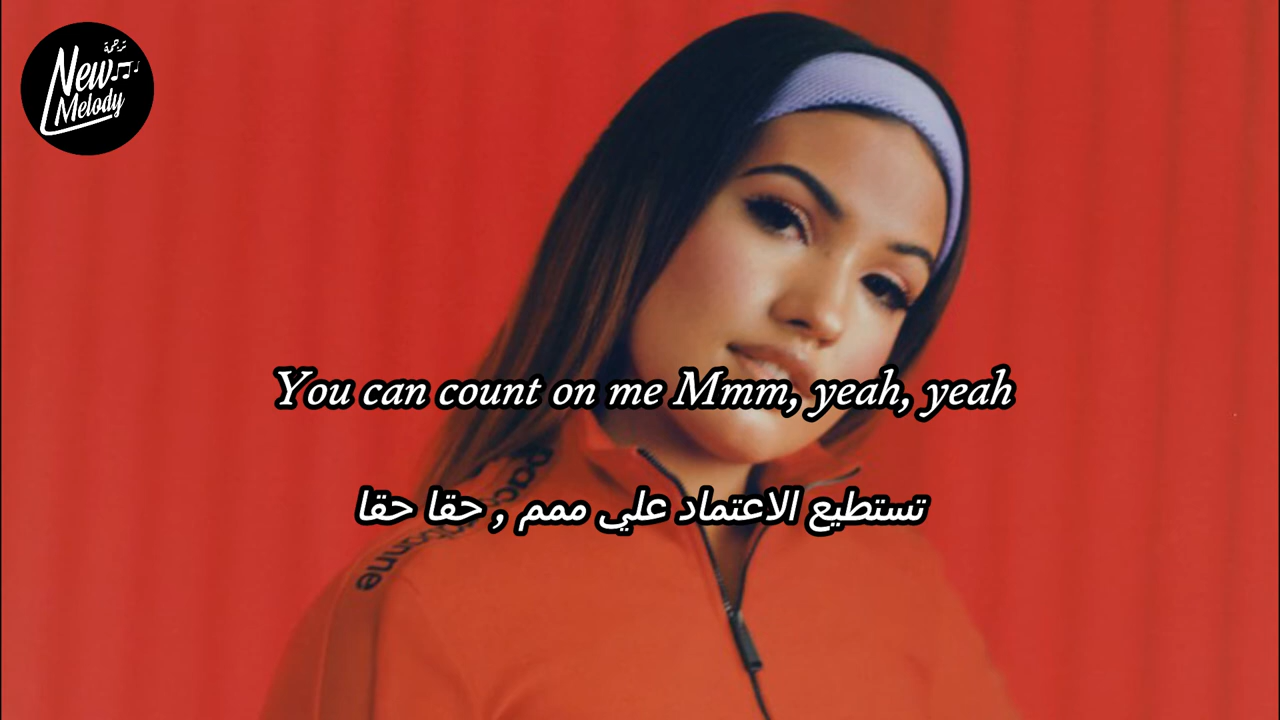 ترجمة
New
Melody
You can count on me Mmm, yeah, yeah
تستطيع الاعتماد علي ممم , حقا حقا